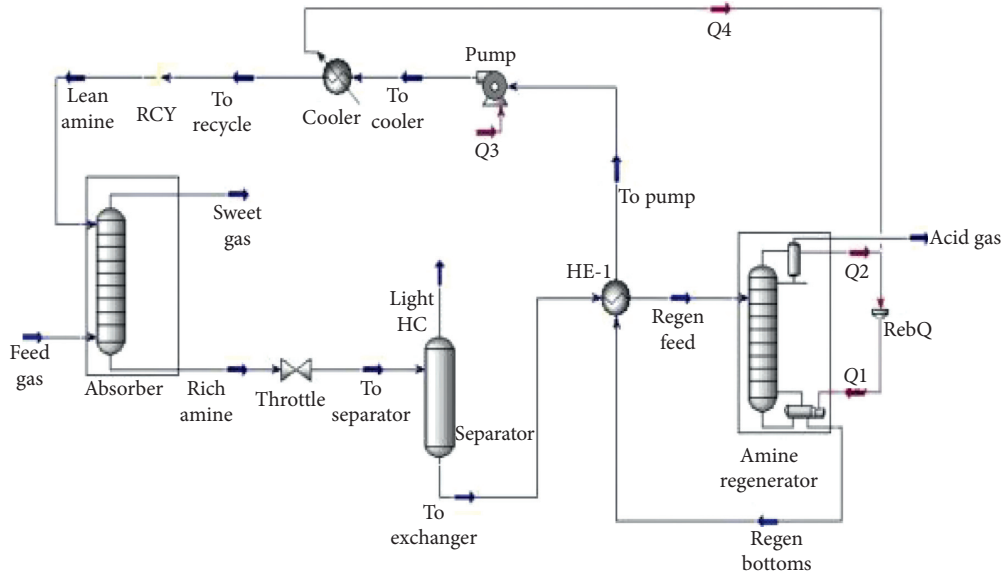 Q4
Pump
Lean
amine
RCY
To
recycle
Cooler
To
cooler
Q3
To pump
Sweet
gas
Acid gas
Q2
HE-1
Light
HC
Regen
feed
RebQ
Feed
gas
Absorber
Rich
amine
Throttle
To
separator
Separator
Q1
Amine
regenerator
To
exchanger
Regen
bottoms